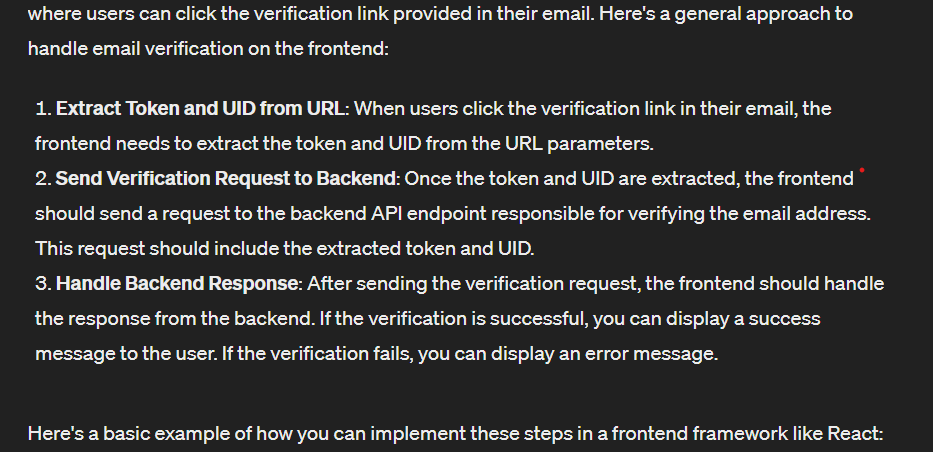 where users can click the verification link provided in their email. Here's a general approach to
handle email verification on the frontend:
1. Extract Token and UID from URL: When users click the verification link in their email, the
frontend needs to extract the token and UID from the URL parameters.
2. Send Verification Request to Backend: Once the token and UID are extracted, the frontend
should send a request to the backend API endpoint responsible for verifying the email address.
This request should include the extracted token and UID.
3. Handle Backend Response: After sending the verification request, the frontend should handle
the response from the backend. If the verification is successful, you can display a success
message to the user. If the verification fails, you can display an error message.
Here's a basic example of how you can implement these steps in a frontend framework like React: